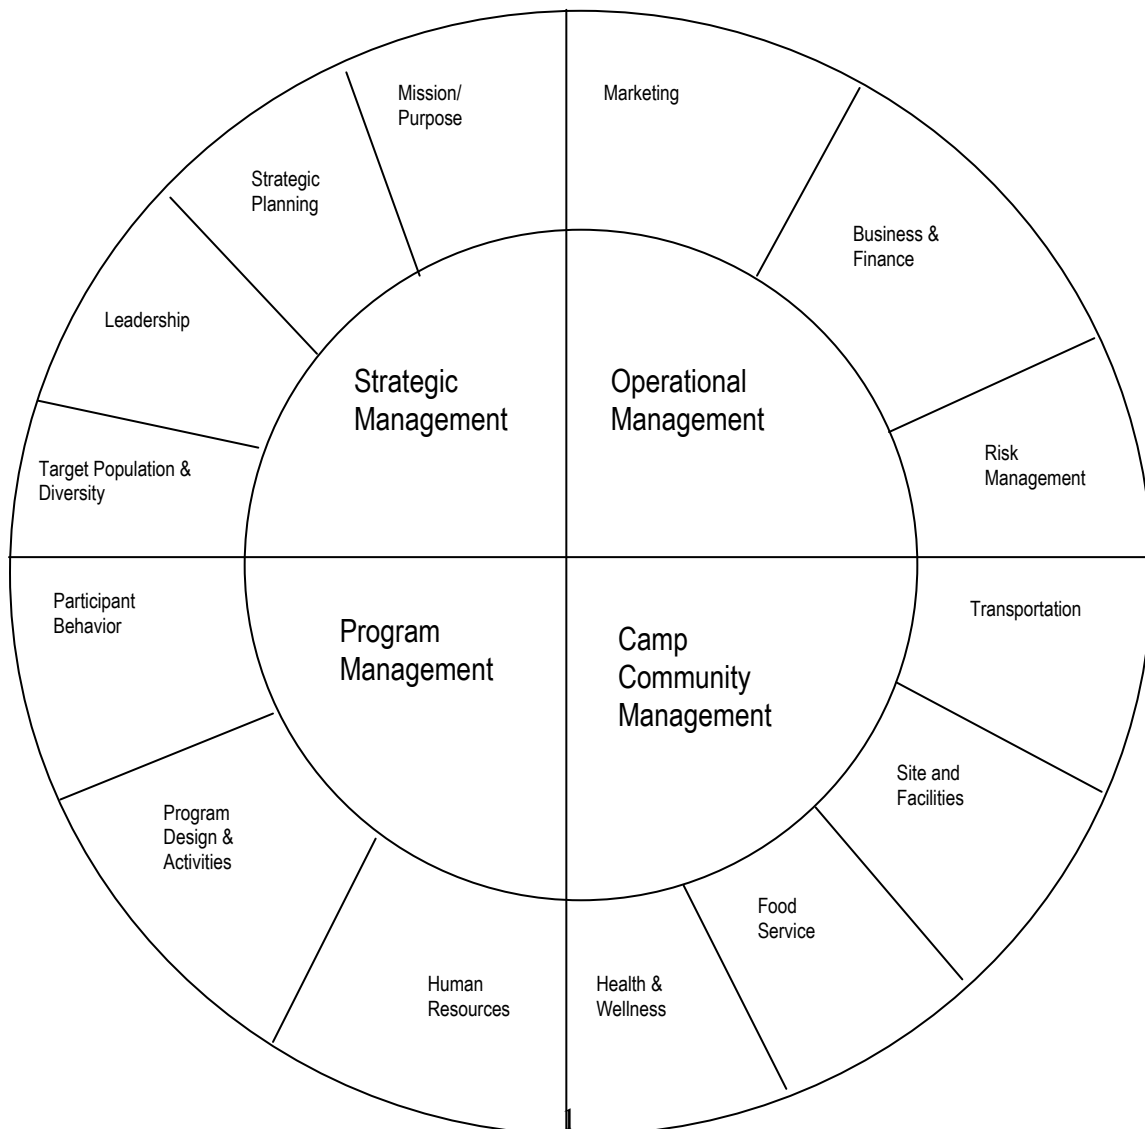 Mission/
Purpose
Marketing
Strategic
Planning
Business &
Finance
Leadership
Strategic
Management
Operational
Management
Risk
Management
Target Population &
Diversity
Participant
Behavior
Program
Management
Camp
Community
Management
Transportation
Site and
Facilities
Program
Design &
Activities
Food
Service
Human
Resources
Health &
Wellness
1